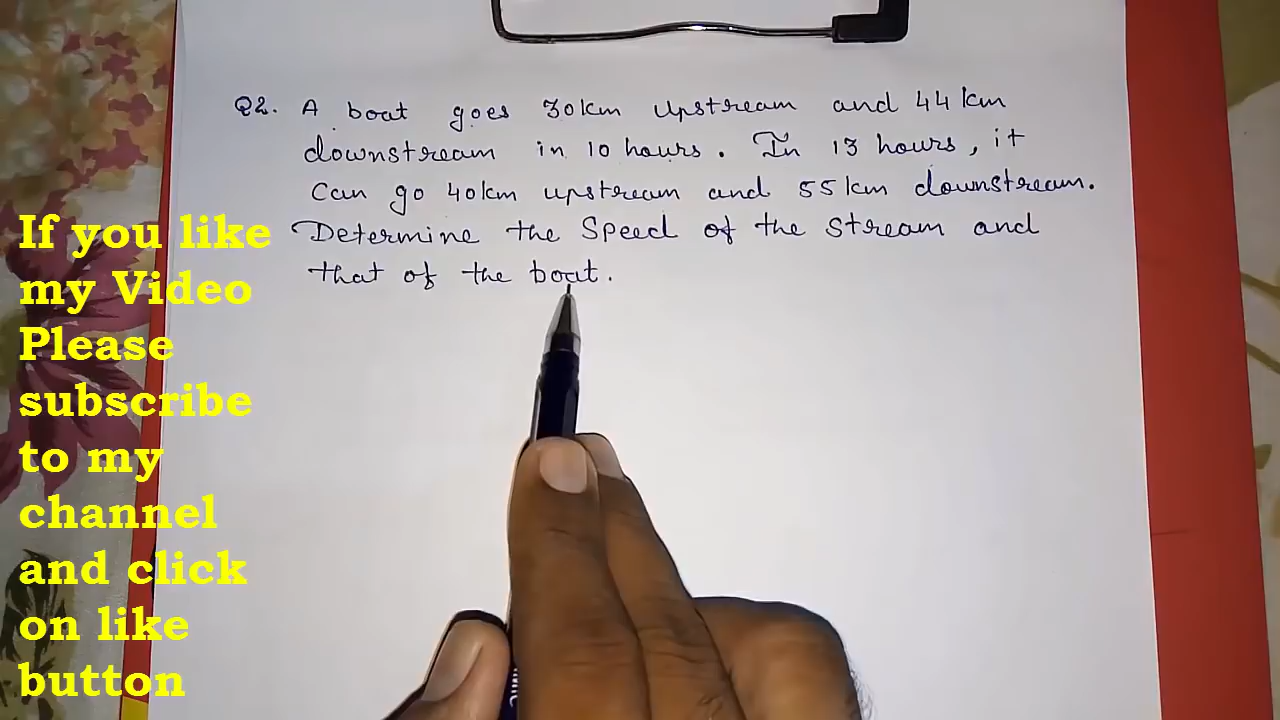 Q2. A boat goes 30km upstream and 44 km
downstream in 10 hours. In 13 hours, it
Can go 40km upstream and 55km downstream.
Determine the Speed of the Stream and
that of the boat.
If you like
my Video
Please
subscribe
to my
channel
and click
on like
button